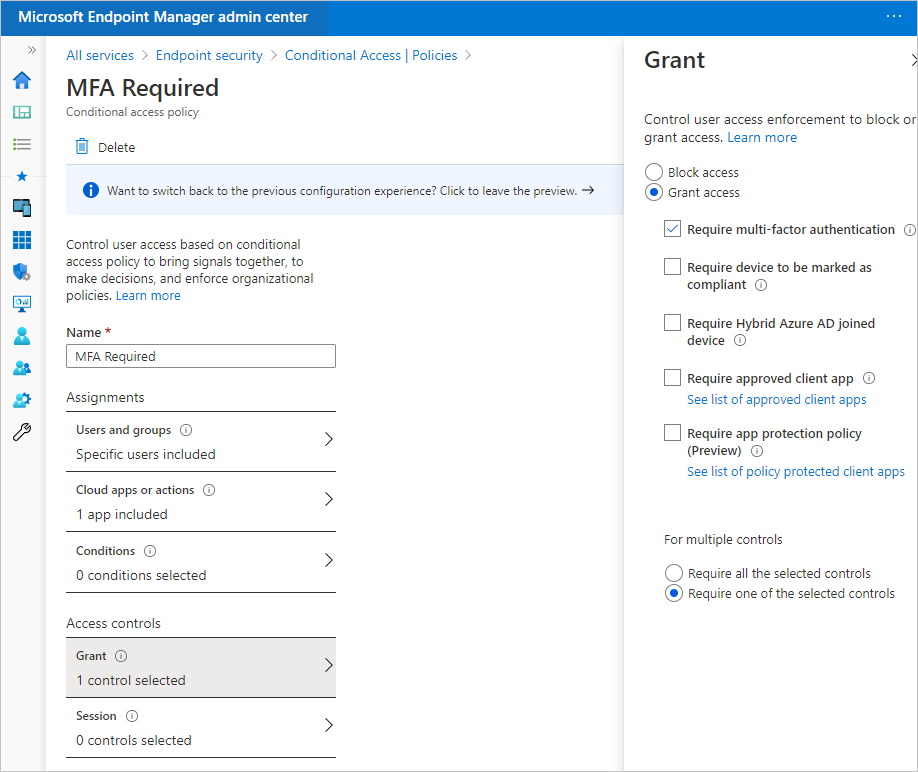 Microsoft Endpoint Manager admin center
All services > Endpoint security > Conditional Access | Policies >
MFA Required
Conditional access policy
Delete
Want to switch back to the previous configuration experience? Click to leave the preview. →
Control user access based on conditional
access policy to bring signals together, to
make decisions, and enforce organizational
policies. Learn more
Name *
MFA Required
Assignments
Users and groups
Specific users included
Cloud apps or actions
1 app included
Conditions
0 conditions selected
Access controls
Grant
1 control selected
Session
0 controls selected
Grant
Control user access enforcement to block or
grant access. Learn more
Block access
Grant access
Require multi-factor authentication
Require device to be marked as
compliant
Require Hybrid Azure AD joined
device
Require approved client app
See list of approved client apps
Require app protection policy
(Preview)
See list of policy protected client apps
For multiple controls
Require all the selected controls
Require one of the selected controls